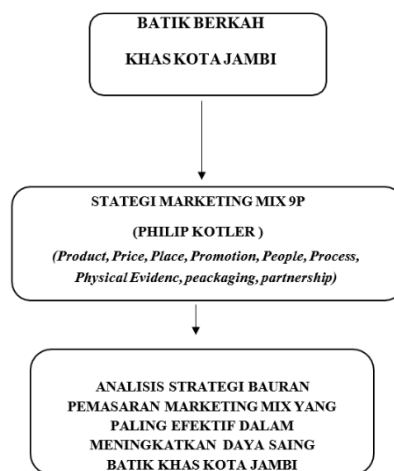 BATIK BERKAH
KHAS KOTA JAMBI
STATEGI MARKETING MIX 9P
(PHILIP KOTLER )
(Product, Price, Place, Promotion, People, Process,
Physical Evidenc, peackaging, partnership)
ANALISIS STRATEGI BAURAN
PEMASARAN MARKETING MIX YANG
PALING EFEKTIF DALAM
MENINGKATKAN DAYA SAING
BATIK KHAS KOTA JAMBI